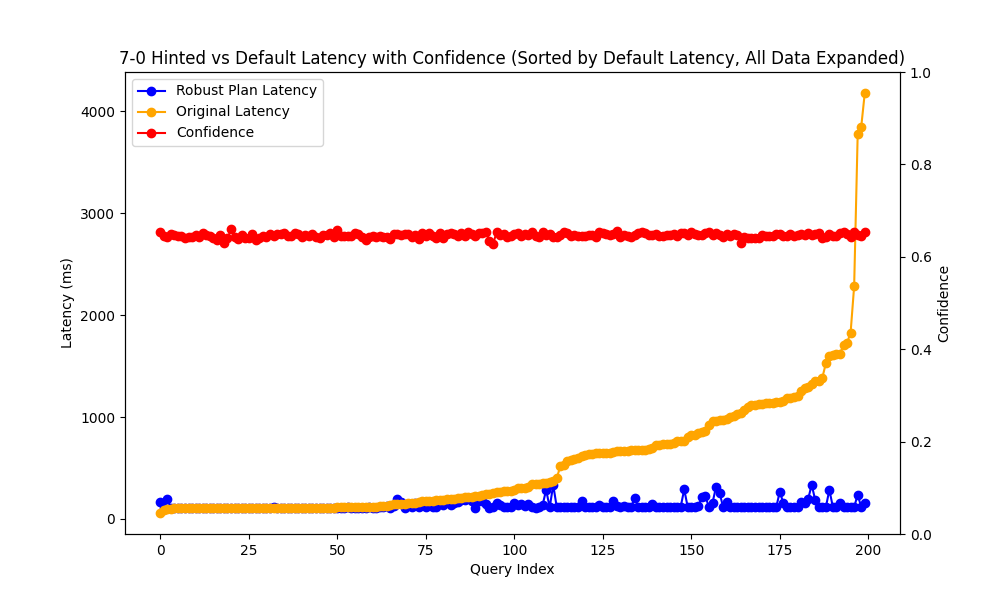 7-0 Hinted vs Default Latency with Confidence (Sorted by Default Latency, All Data Expanded)
Robust Plan Latency
Original Latency
Confidence
4000
3000
2000
1000
0
Latency (ms)
1.0
0.8
0.6
0.4
0.2
0.0
Confidence
0 25 50 75 100 125 150 175 200
Query Index